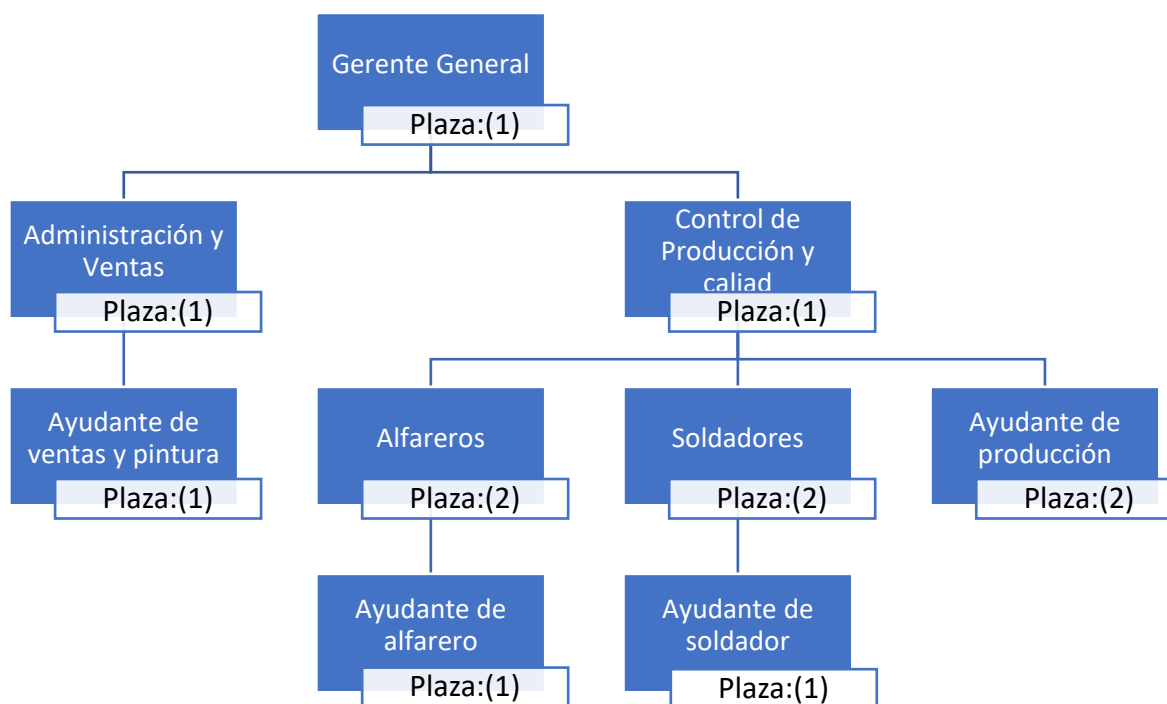 Gerente General
Plaza:(1)
Administración y
Ventas
Plaza:(1)
Control de
Producción y
caliad
Plaza:(1)
Ayudante de
ventas y pintura
Plaza:(1)
Alfareros
Plaza:(2)
Soldadores
Plaza:(2)
Ayudante de
producción
Plaza:(2)
Ayudante de
alfarero
Plaza:(1)
Ayudante de
soldador
Plaza:(1)